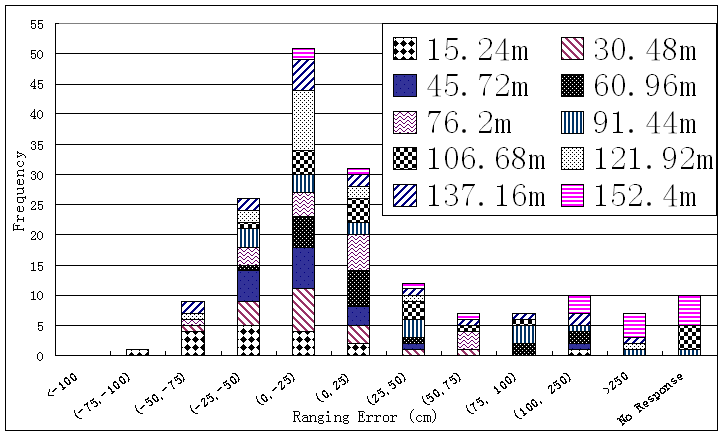 55
50
45
40
35
30
25
20
15
10
5
0
Frequency
15.24m 30.48m
45.72m 60.96m
76.2m 91.44m
106.68m 121.92m
137.16m 152.4m
(-100 (-75,-100) (-50,-75) (-25,-50) (0,-25) (0,25) (25,50) (50,75) (75, 100) (100, 250) >250 No Response
Ranging Error (cm)